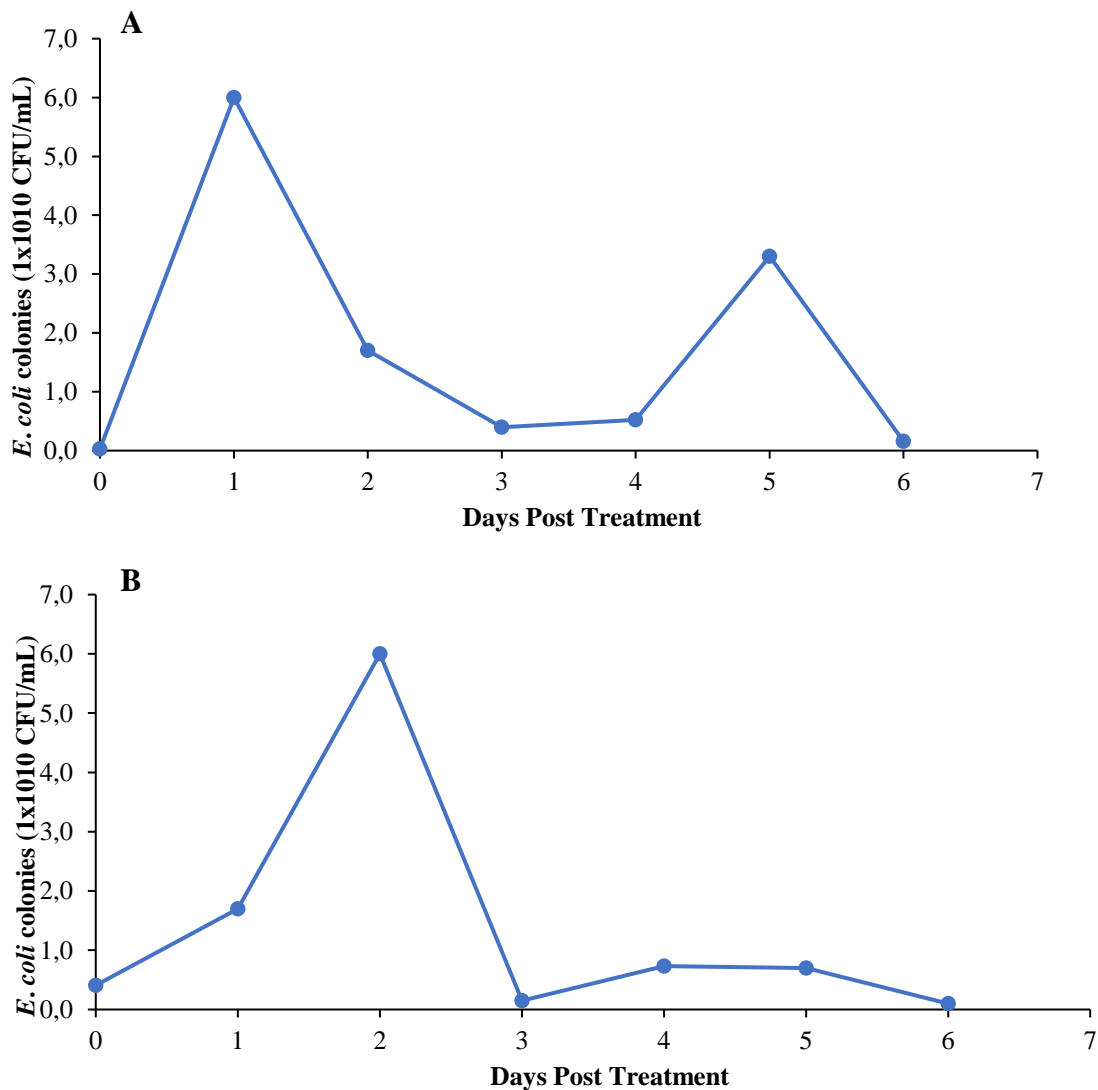 A
7,0
6,0
5,0
4,0
3,0
2,0
1,0
0,0
E. coli colonies (1x1010 CFU/mL)
0 1 2 3 4 5 6 7
Days Post Treatment
B
7,0
6,0
5,0
4,0
3,0
2,0
1,0
0,0
E. coli colonies (1x1010 CFU/mL)
0 1 2 3 4 5 6 7
Days Post Treatment